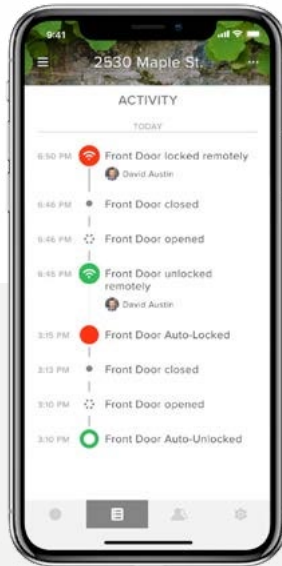 9:41
2530 Maple St.
ACTIVITY
TODAY
6:50 PM Front Door locked remotely
David Austin
6:48 PM Front Door closed
6:46 PM Front Door opened
6:45 PM Front Door unlocked
remotely
David Austin
3:15 PM Front Door Auto-Locked
3:13 PM Front Door closed
3:10 PM Front Door opened
3:10 PM Front Door Auto-Unlocked